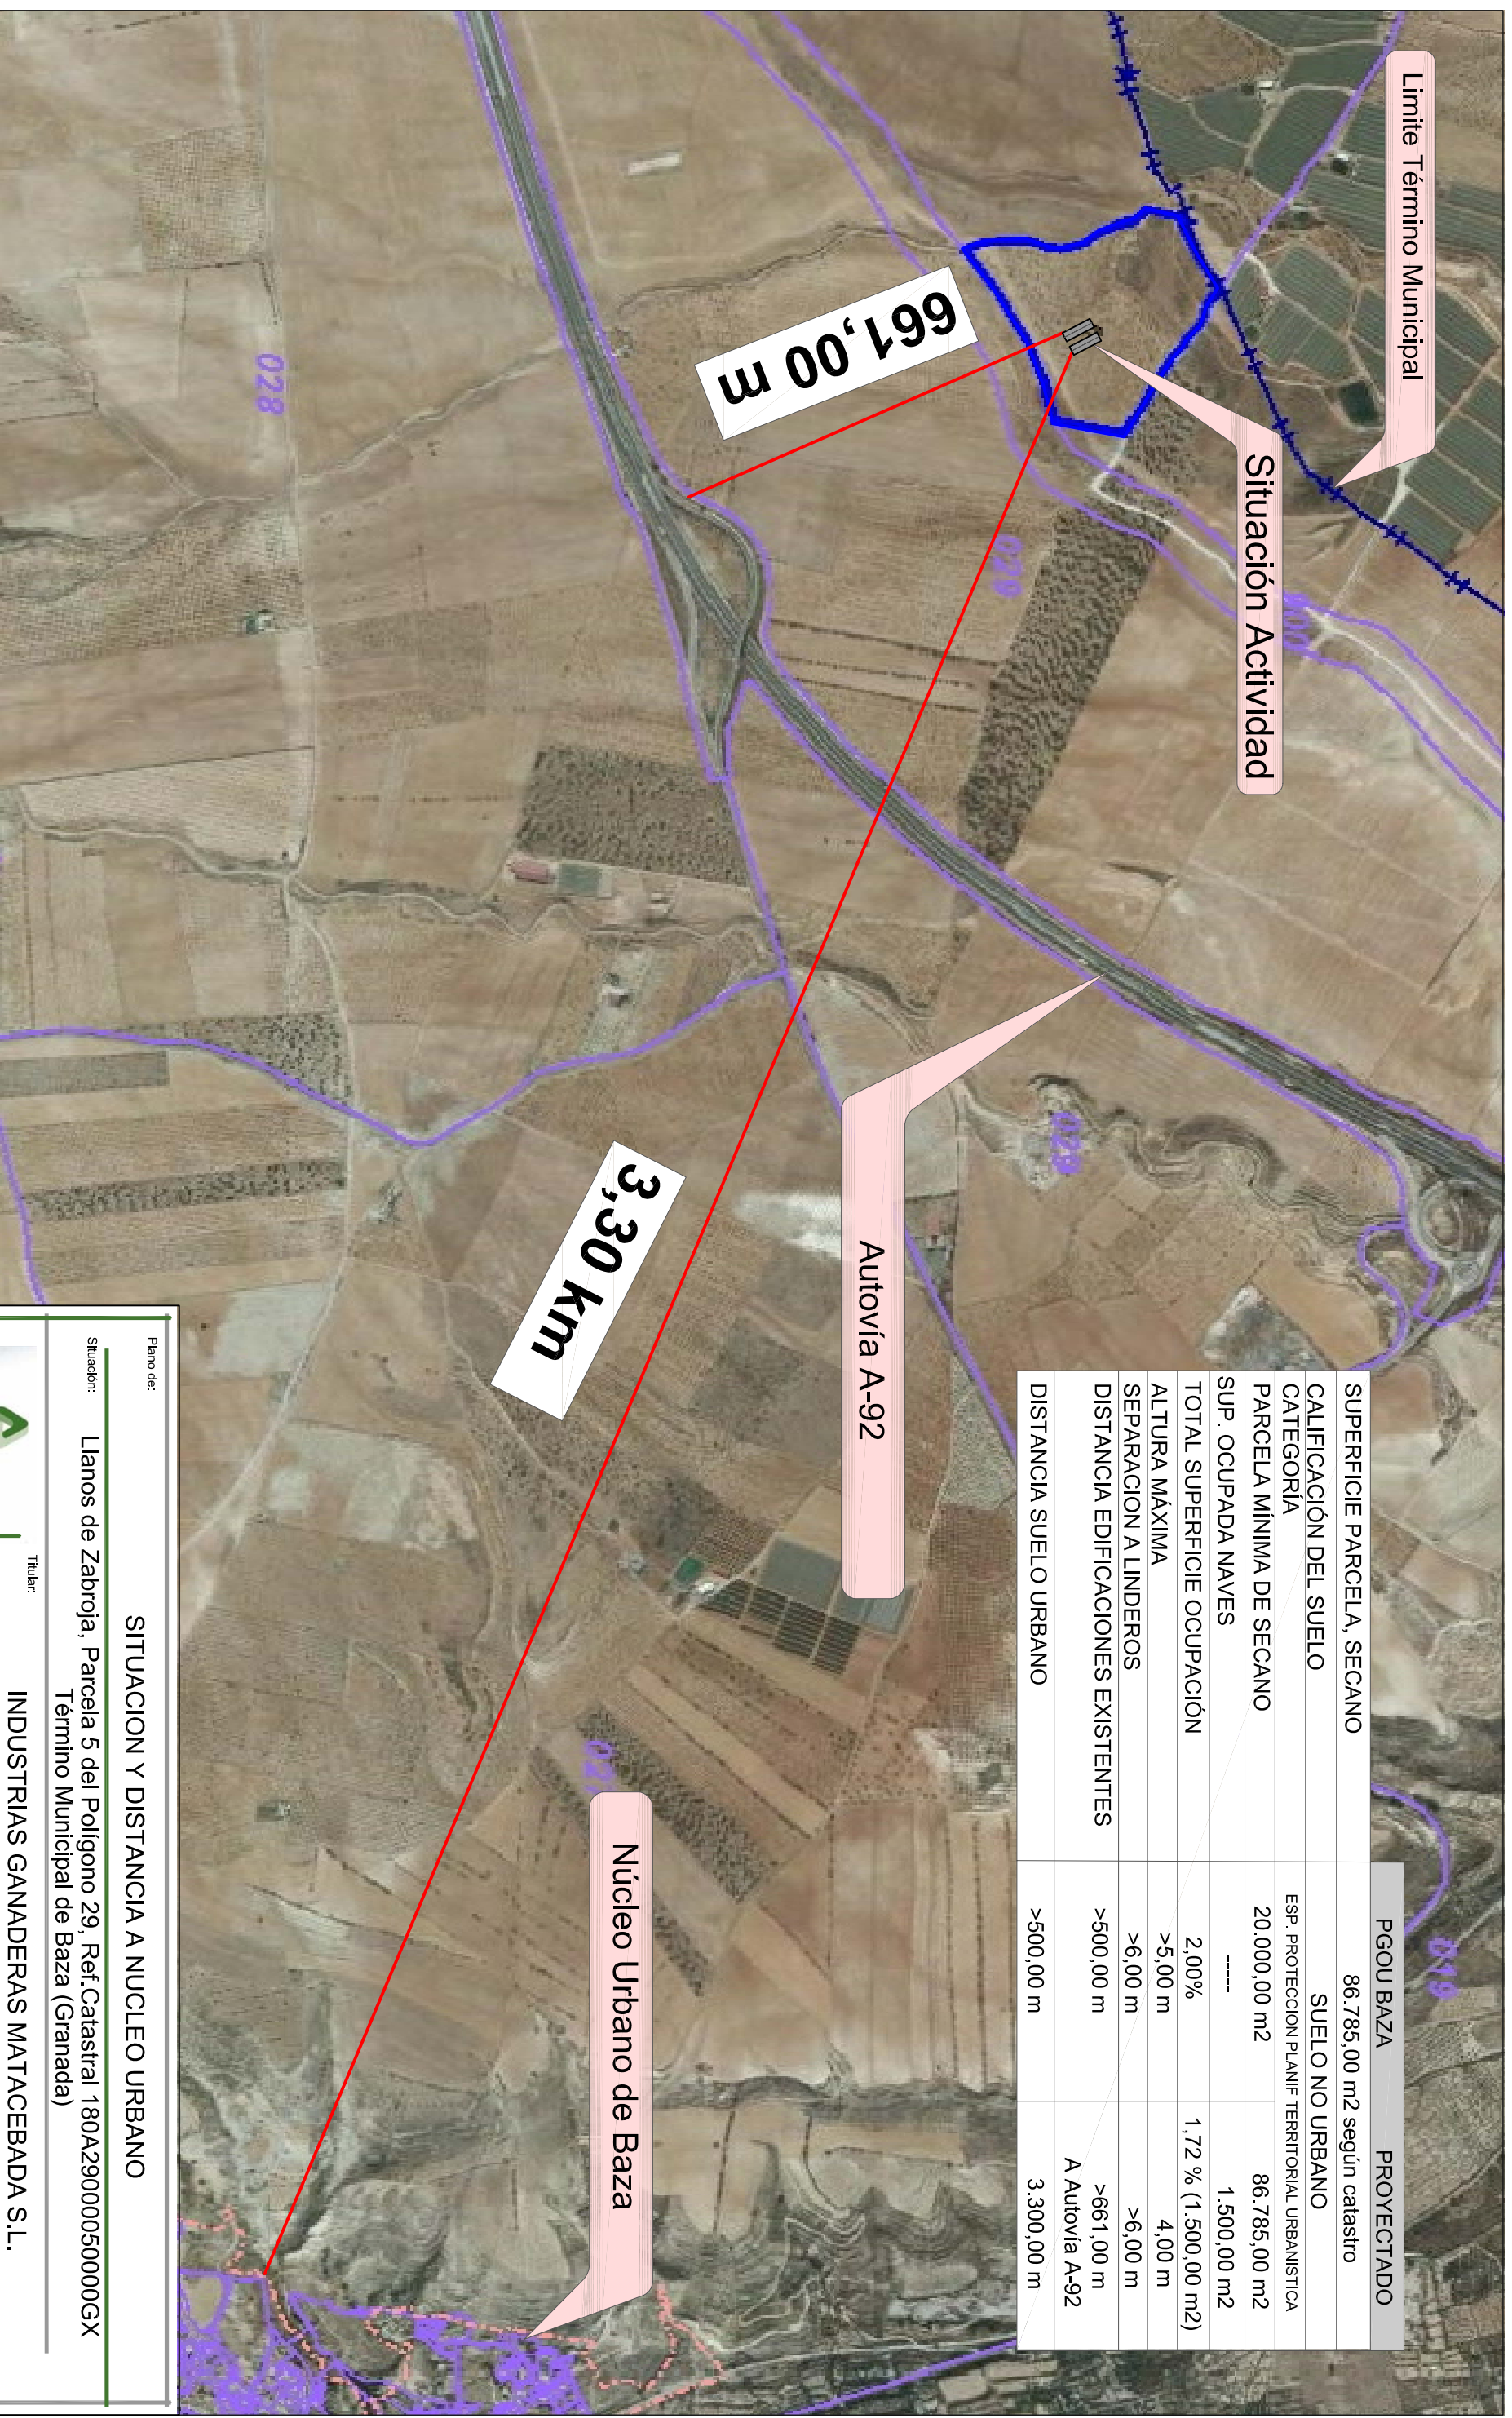 Limite Término Municipal
Situación Actividad
661,00 m
3,30 km
Autovía A-92
Núcleo Urbano de Baza
028
029
029
019
PGOU BAZA PROYECTADO
SUPERFICIE PARCELA, SECANO 86.785,00 m2 según catastro
CALIFICACIÓN DEL SUELO SUELO NO URBANO
CATEGORÍA ESP. PROTECCION PLANIF TERRITORIAL URBANISTICA
PARCELA MÍNIMA DE SECANO 20.000,00 m2 86.785,00 m2
SUP. OCUPADA NAVES ----- 1.500,00 m2
TOTAL SUPERFICIE OCUPACIÓN 2,00% 1,72 % (1.500,00 m2)
ALTURA MÁXIMA >5,00 m 4,00 m
SEPARACION A LINDEROS >6,00 m >6,00 m
DISTANCIA EDIFICACIONES EXISTENTES >500,00 m >661,00 m
A Autovía A-92
DISTANCIA SUELO URBANO >500,00 m 3.300,00 m
Plano de:
SITUACION Y DISTANCIA A NUCLEO URBANO
Situación:
Llanos de Zabroja, Parcela 5 del Polígono 29, Ref.Catastral 180A29000050000GX
Término Municipal de Baza (Granada)
Titular:
INDUSTRIAS GANADERAS MATACEBADA S.L.